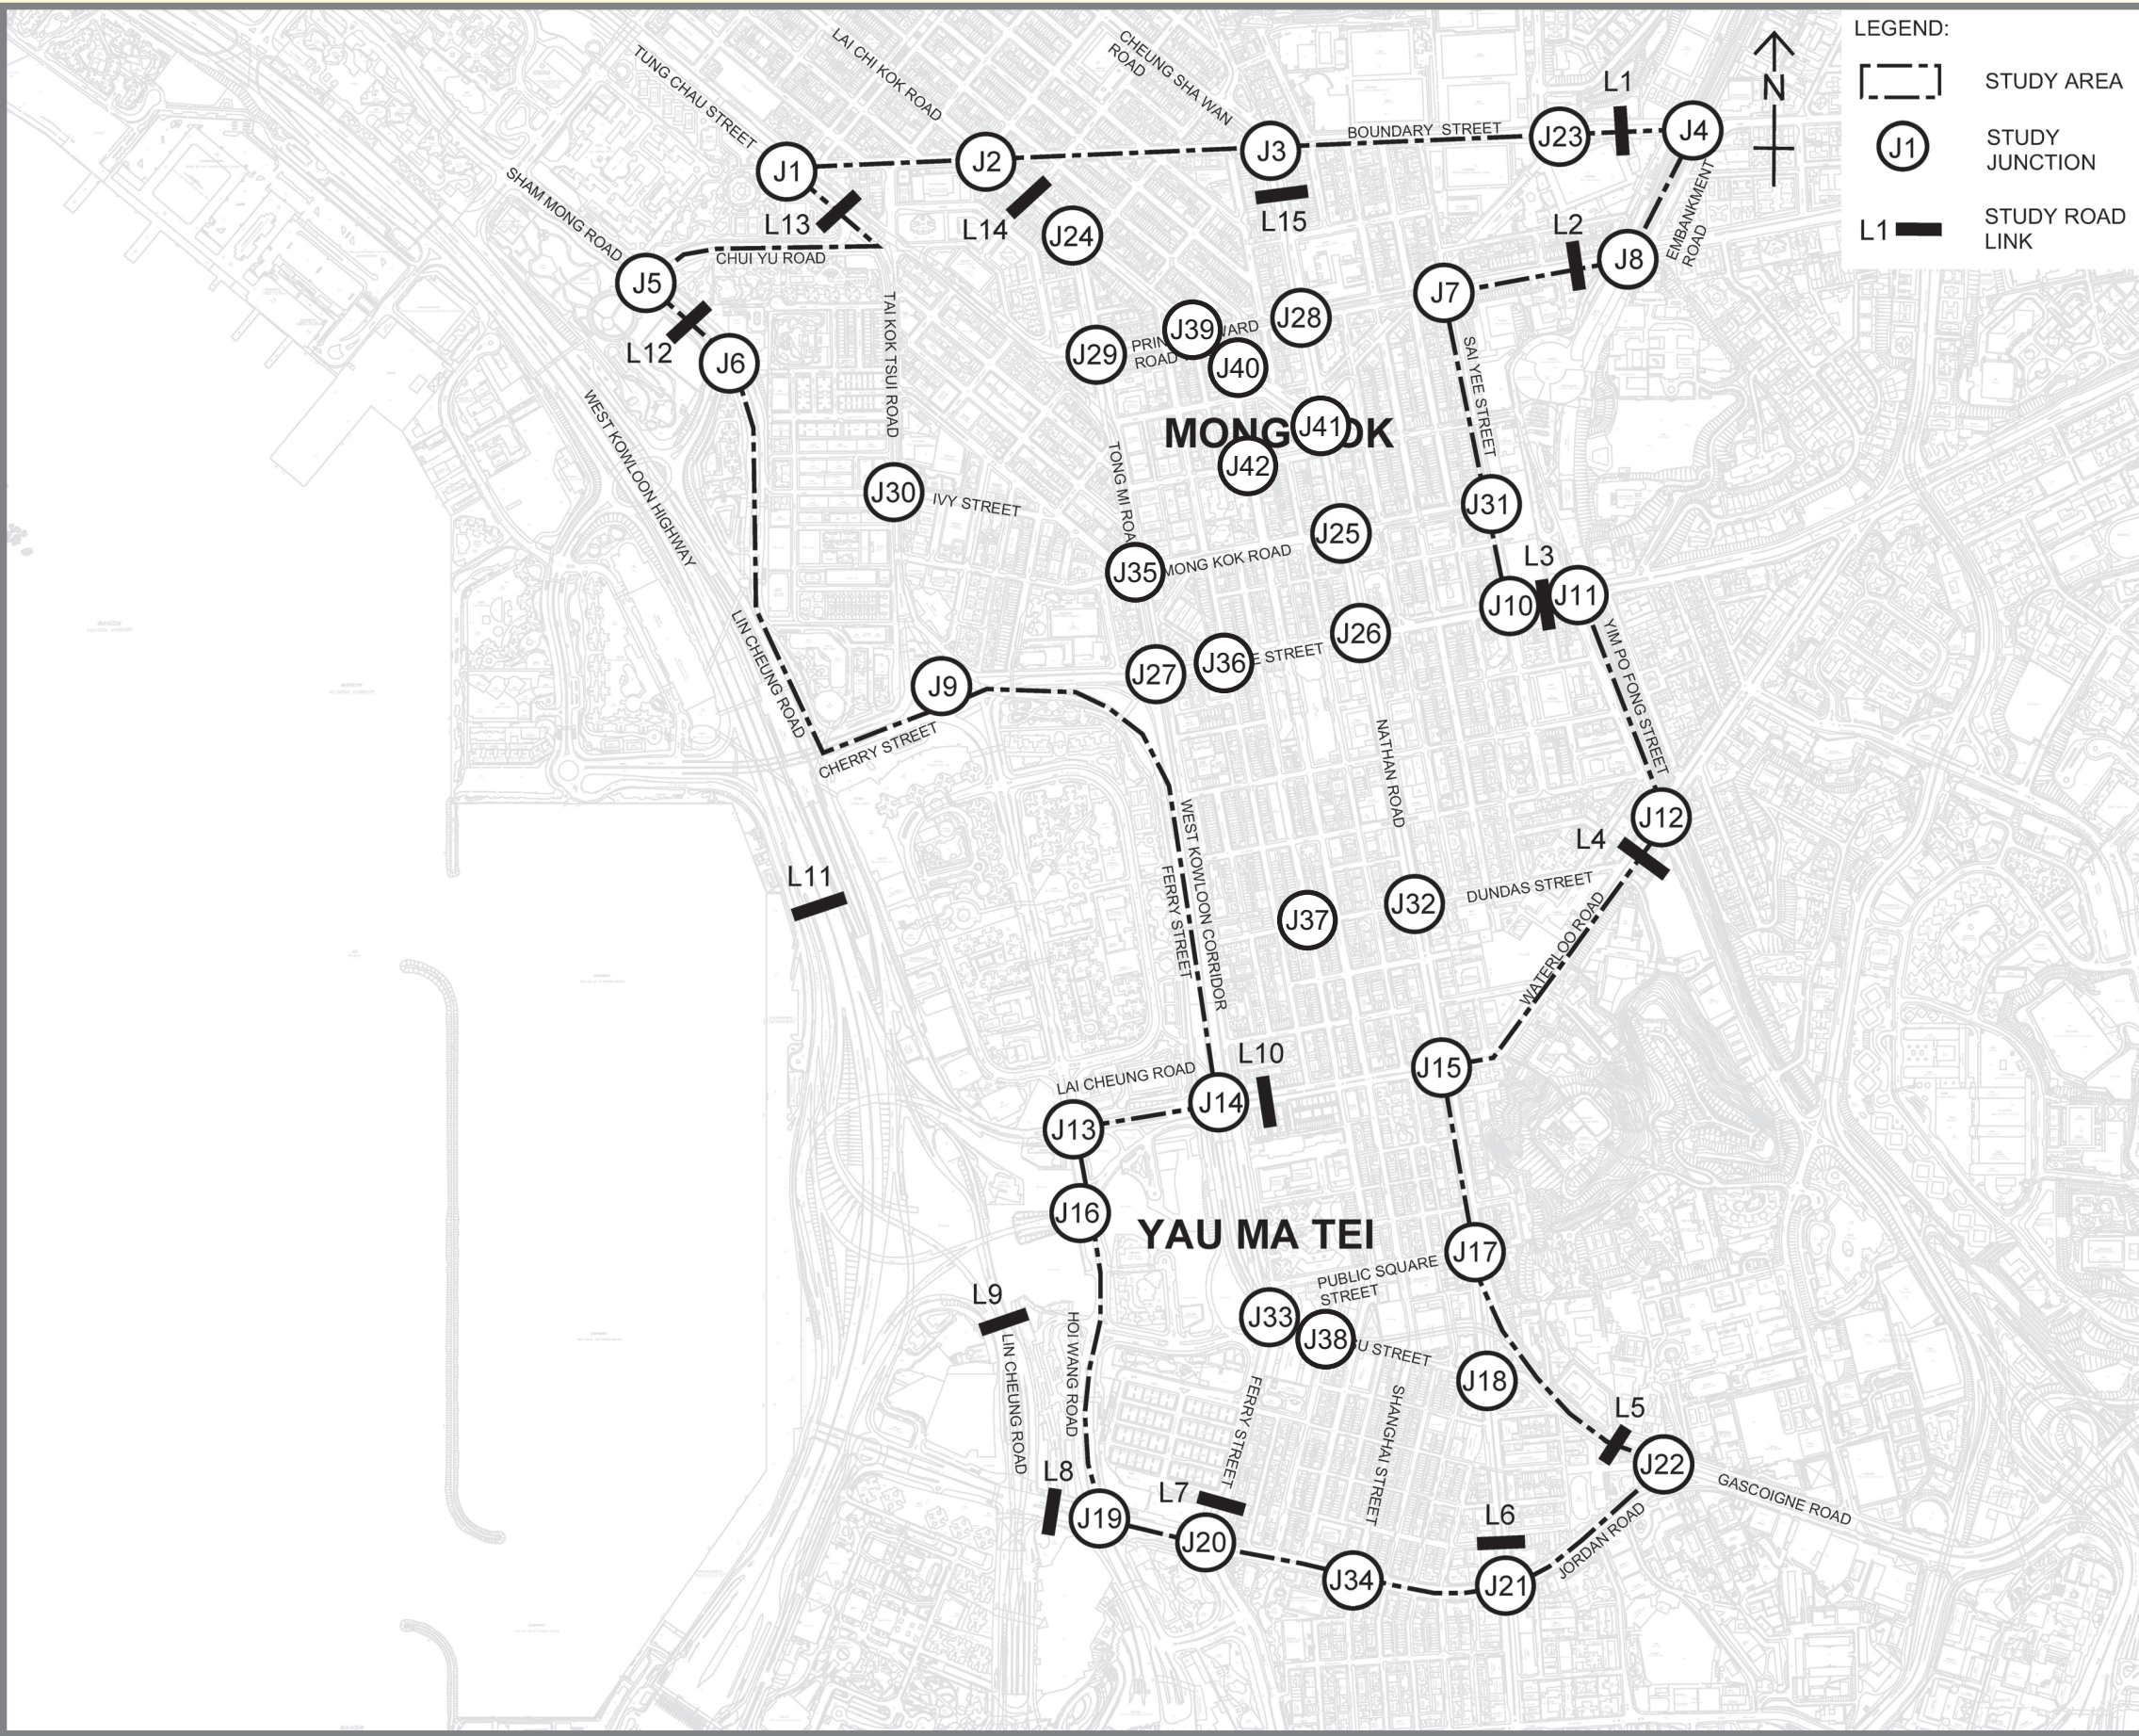 LEGEND:
STUDY AREA
J1
STUDY
JUNCTION
L1
STUDY ROAD
LINK
N
TUNG CHAU STREET
LAI CHI KOK ROAD
CHEUNG SHA WAN
ROAD
BOUNDARY STREET
L1
J1
J2
J3
J23
J4
EMBANKMENT
ROAD
SHAM MONG ROAD
L13
L14
J24
L15
L2
J8
CHUI YU ROAD
J5
J7
L12
J6
TAI KOK TSUI ROAD
J29
J39
J28
ROAD
J40
SAI YEE STREET
WEST KOWLOON HIGHWAY
MONG
J41
J42
TONG MI
J30
IVY STREET
J31
J25
J35
MONG KOK ROAD
L3
J10
J11
LIN CHEUNG ROAD
J26
J27
J36
STREET
YIM PO FONG STREET
J9
CHERRY STREET
NATHAN ROAD
WEST KOWLOON CORRIDOR
FERRY STREET
J12
L4
L11
J37
J32
DUNDAS STREET
WATERLOO ROAD
L10
J15
LAI CHEUNG ROAD
J14
J13
J16
YAU MA TEI
J17
PUBLIC SQUARE
STREET
L9
J33
J38
SU STREET
LIN CHEUNG ROAD
HOI WANG ROAD
J18
FERRY STREET
SHANGHAI STREET
L5
J22
GASCOIGNE ROAD
L8
L7
J19
J20
L6
J34
J21
JORDAN ROAD